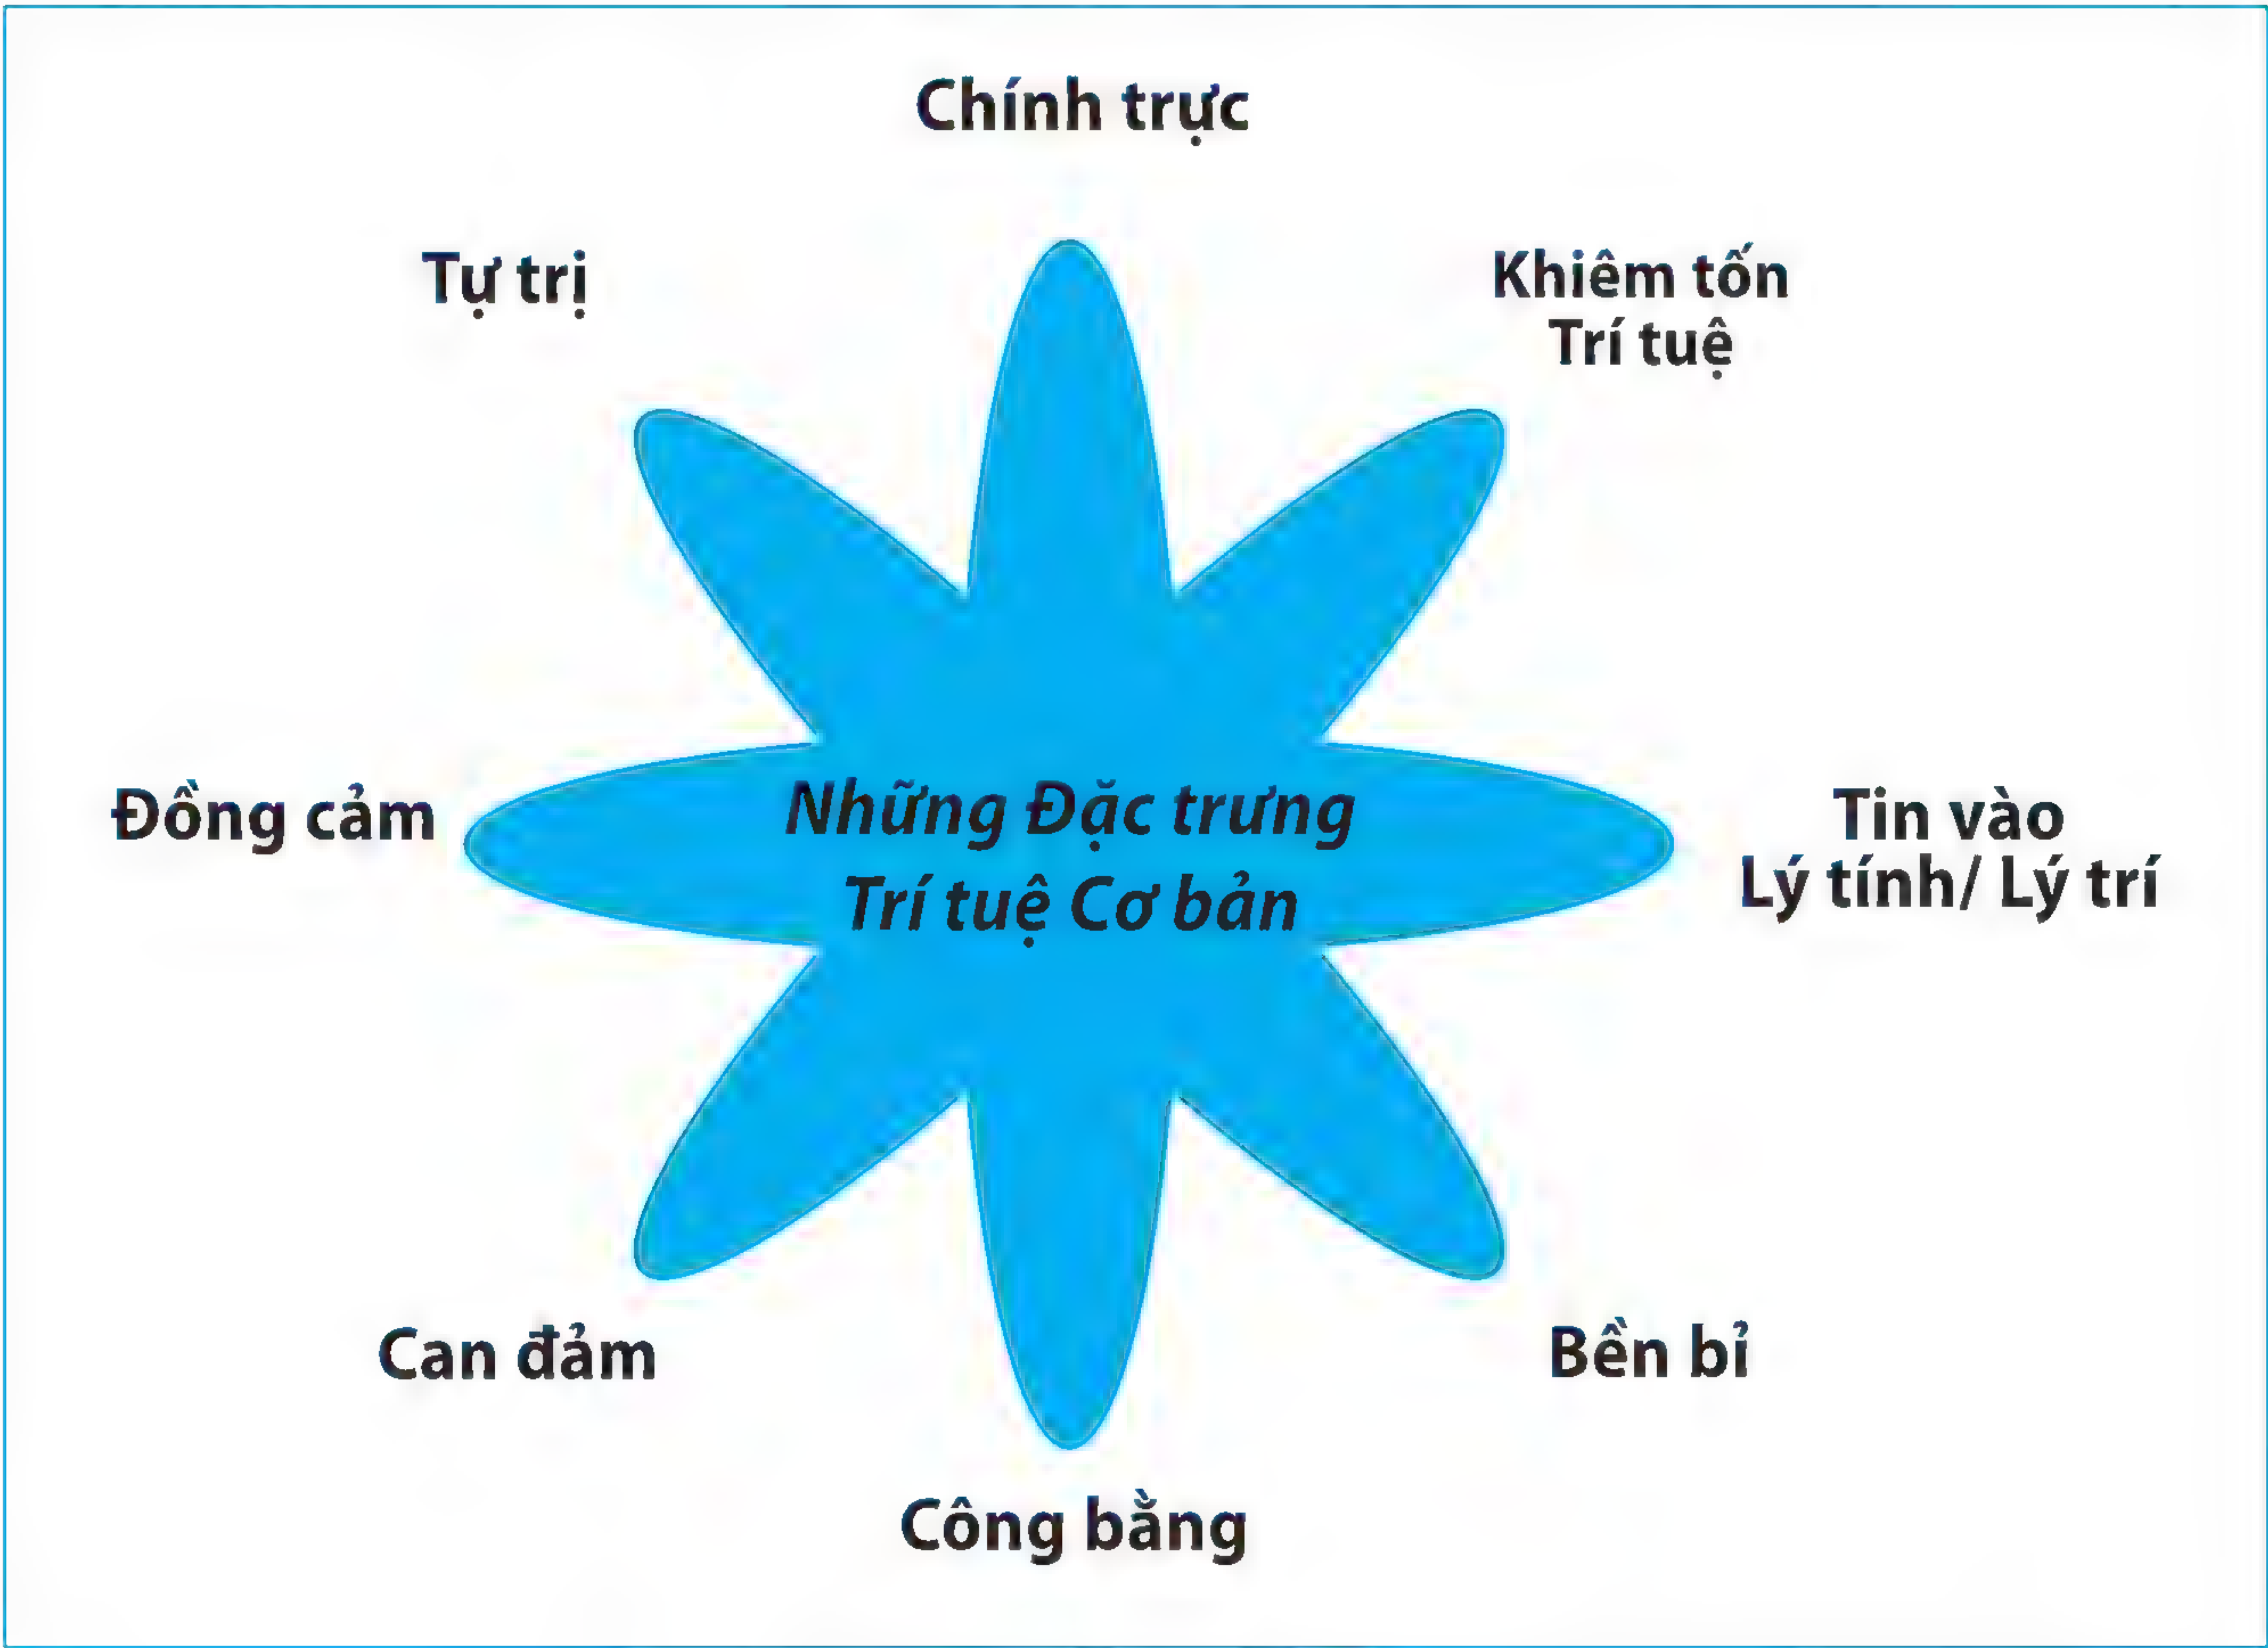 Chính trực
Tự trị
Khiêm tốn
Trí tuệ
Đồng cảm
Những Đặc trưng
Trí tuệ Cơ bản
Tin vào
Lý tính/ Lý trí
Can đảm
Bền bỉ
Công bằng